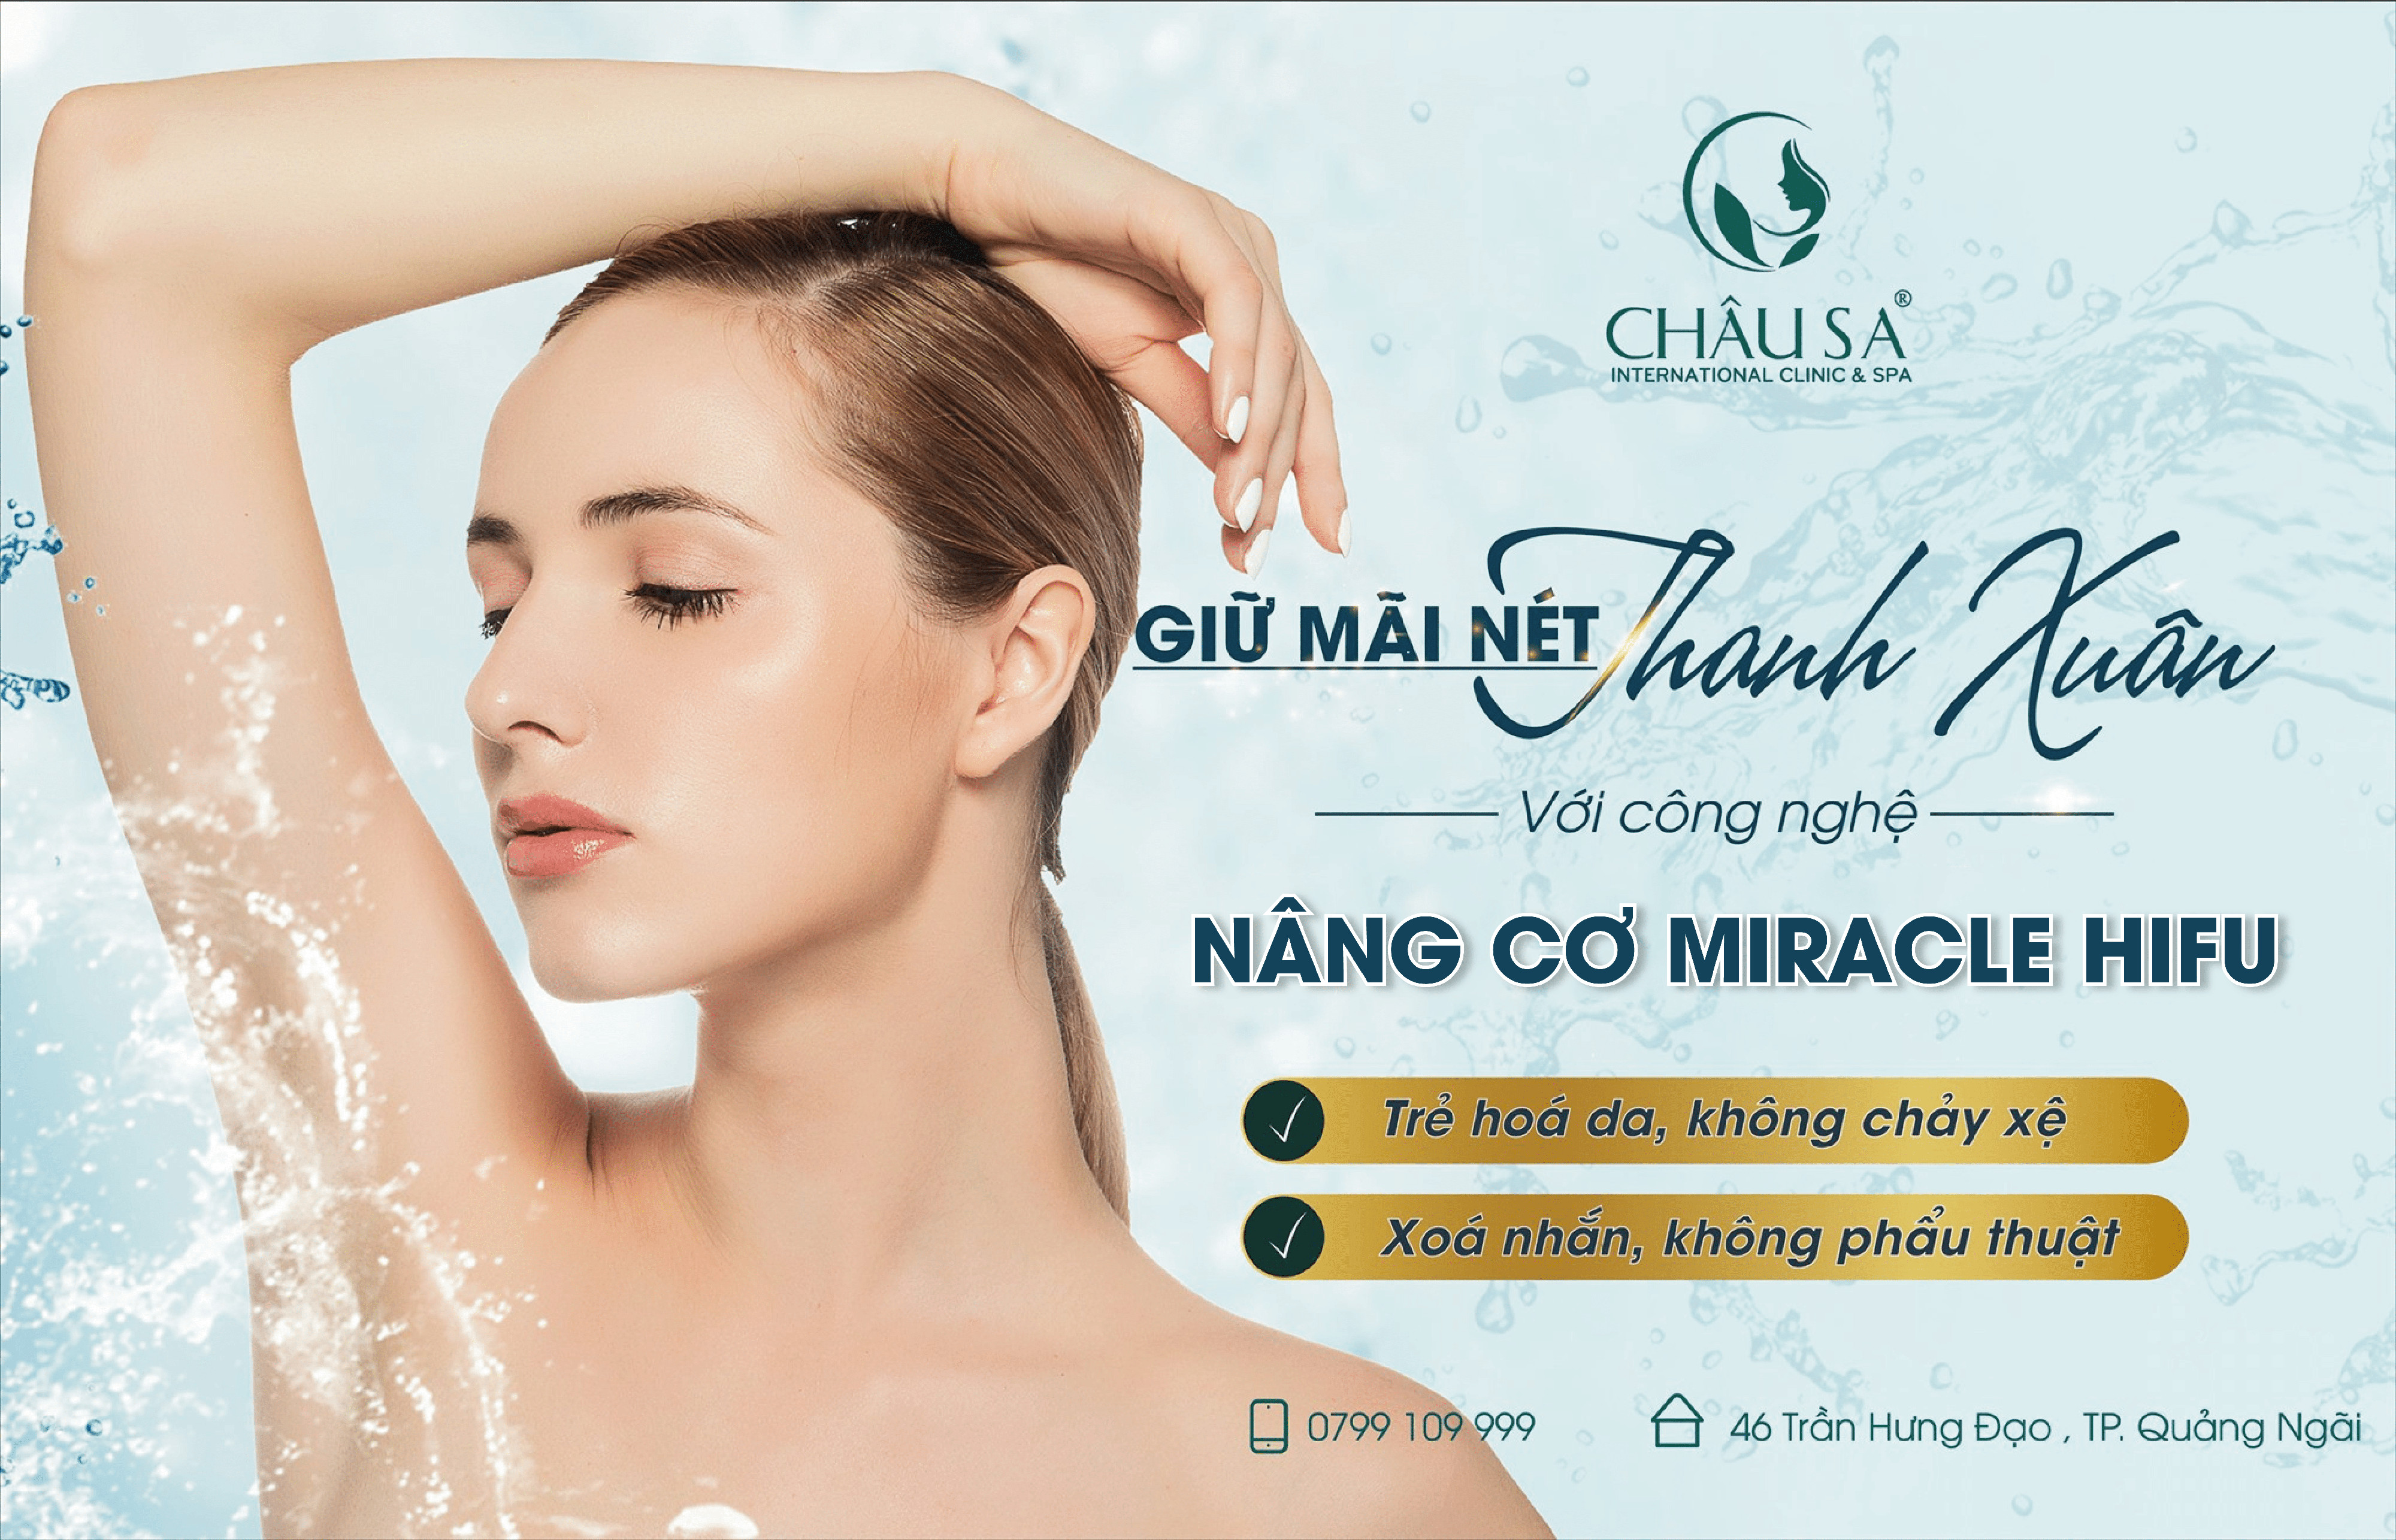 CHÂU SA®
INTERNATIONAL CLINIC & SPA
GIỮ MÃI NÉT Thanh Xuân
Với công nghệ
NÂNG CƠ MIRACLE HIFU
Trẻ hoá da, không chảy xệ
Xoá nhắn, không phẩu thuật
0799 109 999
46 Trần Hưng Đạo , TP. Quảng Ngãi